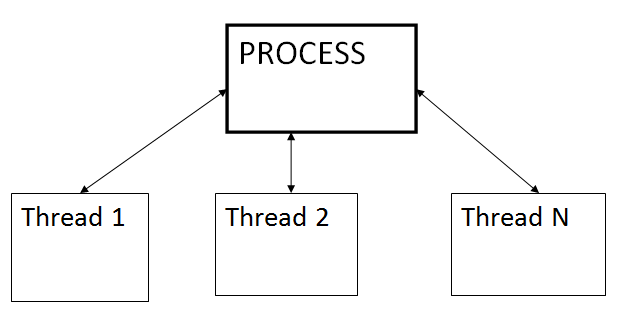 PROCESS
Thread 1
Thread 2
Thread N